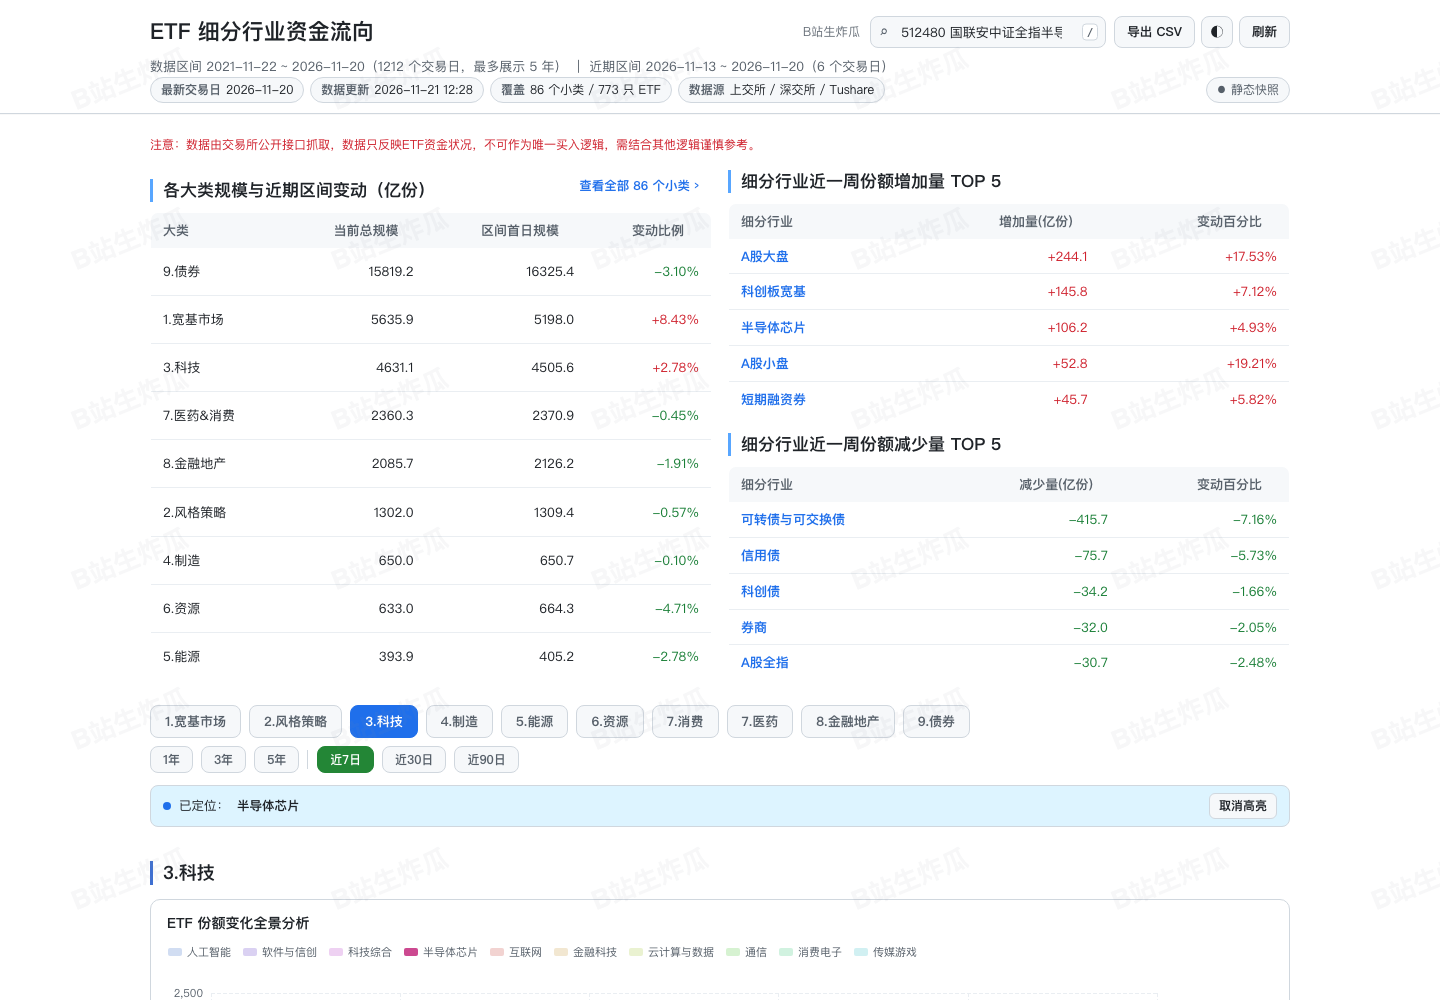 ETF 细分行业资金流向
B站生炸瓜
512480 国联安中证全指半导
/
导出 CSV
刷新
数据区间 2021-11-22 ~ 2026-11-20（1212 个交易日，最多展示 5 年） | 近期区间 2026-11-13 ~ 2026-11-20（6 个交易日）
最新交易日 2026-11-20
数据更新 2026-11-21 12:28
覆盖 86 个小类 / 773 只 ETF
数据源 上交所 / 深交所 / Tushare
静态快照
注意：数据由交易所公开接口抓取，数据只反映ETF资金状况，不可作为唯一买入逻辑，需结合其他逻辑谨慎参考。
各大类规模与近期区间变动（亿份）
查看全部 86 个小类 ›
大类 当前总规模 区间首日规模 变动比例
9.债券 15819.2 16325.4 −3.10%
1.宽基市场 5635.9 5198.0 +8.43%
3.科技 4631.1 4505.6 +2.78%
7.医药&消费 2360.3 2370.9 −0.45%
8.金融地产 2085.7 2126.2 −1.91%
2.风格策略 1302.0 1309.4 −0.57%
4.制造 650.0 650.7 −0.10%
6.资源 633.0 664.3 −4.71%
5.能源 393.9 405.2 −2.78%
细分行业近一周份额增加量 TOP 5
细分行业 增加量(亿份) 变动百分比
A股大盘 +244.1 +17.53%
科创板宽基 +145.8 +7.12%
半导体芯片 +106.2 +4.93%
A股小盘 +52.8 +19.21%
短期融资券 +45.7 +5.82%
细分行业近一周份额减少量 TOP 5
细分行业 减少量(亿份) 变动百分比
可转债与可交换债 −415.7 −7.16%
信用债 −75.7 −5.73%
科创债 −34.2 −1.66%
券商 −32.0 −2.05%
A股全指 −30.7 −2.48%
1.宽基市场 2.风格策略 3.科技 4.制造 5.能源 6.资源 7.消费 7.医药 8.金融地产 9.债券
1年 3年 5年 近7日 近30日 近90日
已定位： 半导体芯片
取消高亮
3.科技
ETF 份额变化全景分析
人工智能 软件与信创 科技综合 半导体芯片 互联网 金融科技 云计算与数据 通信 消费电子 传媒游戏
2,500